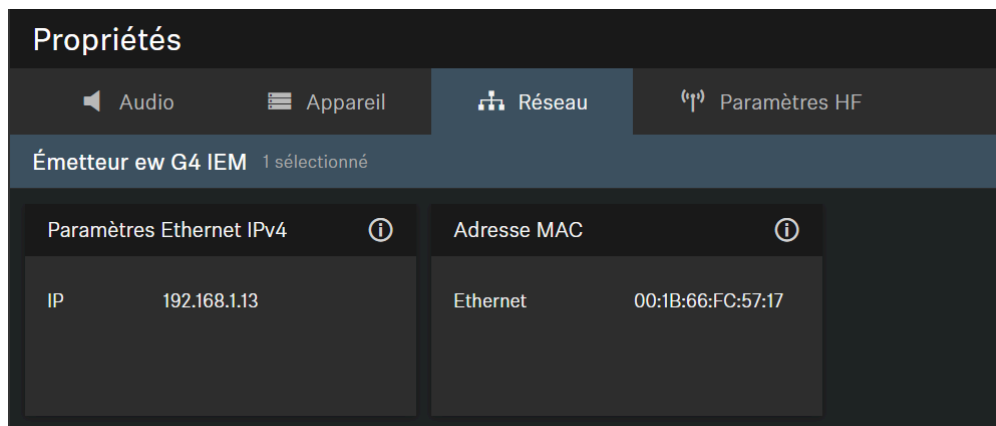 Propriétés
Audio Appareil Réseau Paramètres HF
Émetteur ew G4 IEM 1 sélectionné
Paramètres Ethernet IPv4 Adresse MAC
IP 192.168.1.13 Ethernet 00:1B:66:FC:57:17